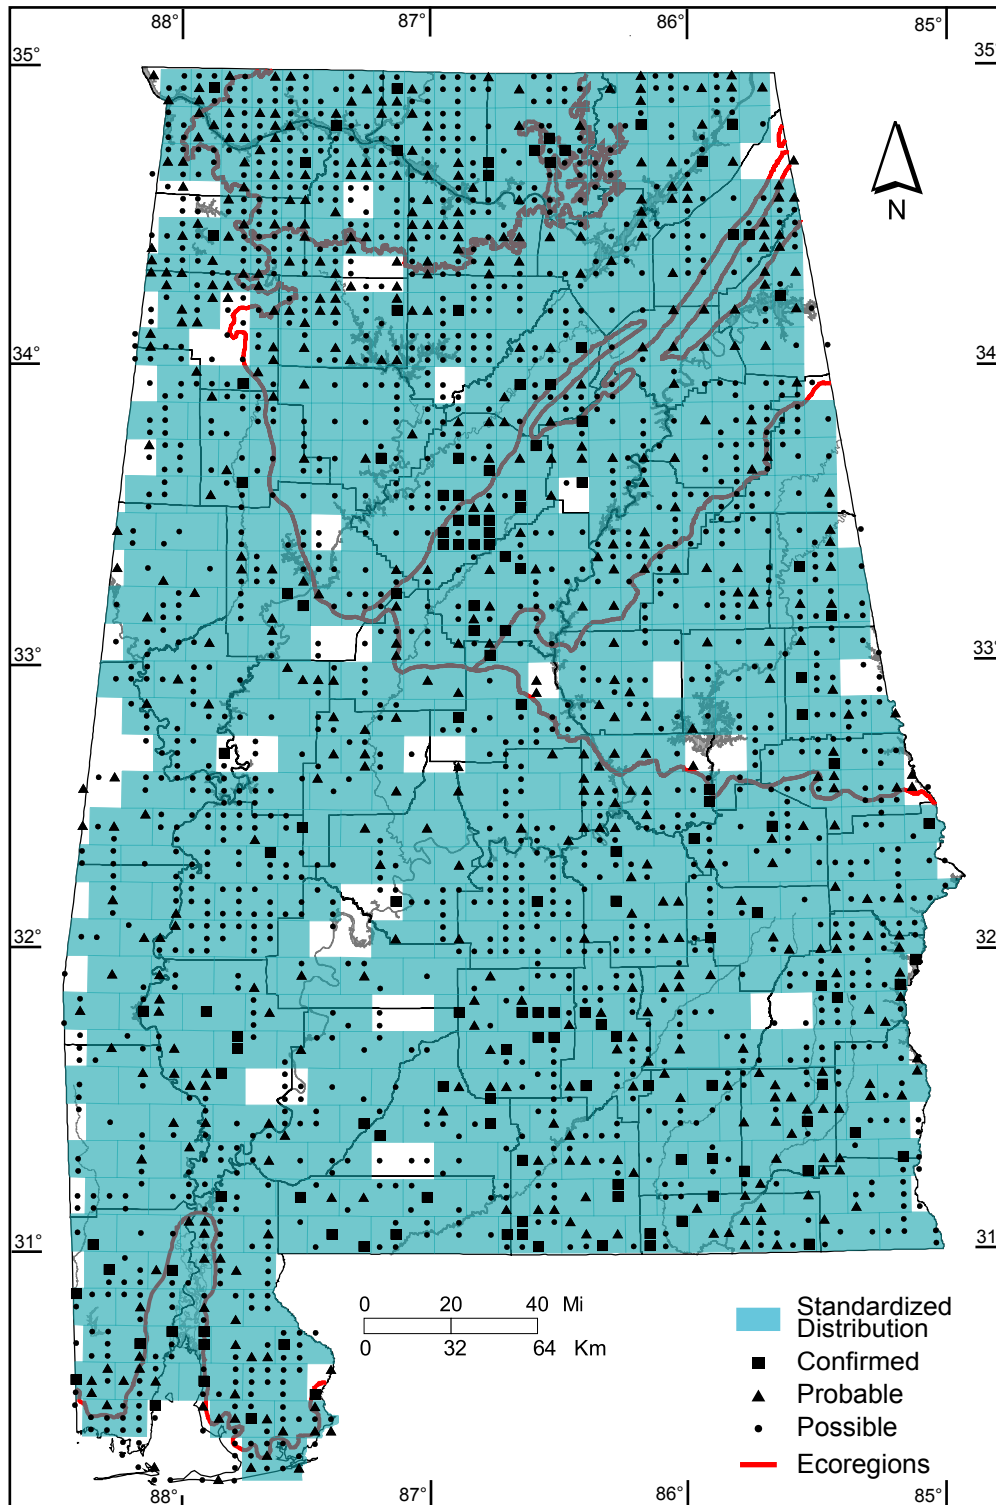 88° 87° 86° 85°
35° 35°
N
34° 34
33° 33°
32° 32
31° 31
0 20 40 Mi
0 32 64 Km
Standardized
Distribution
Confirmed
Probable
Possible
Ecoregions
88° 87° 86° 85°